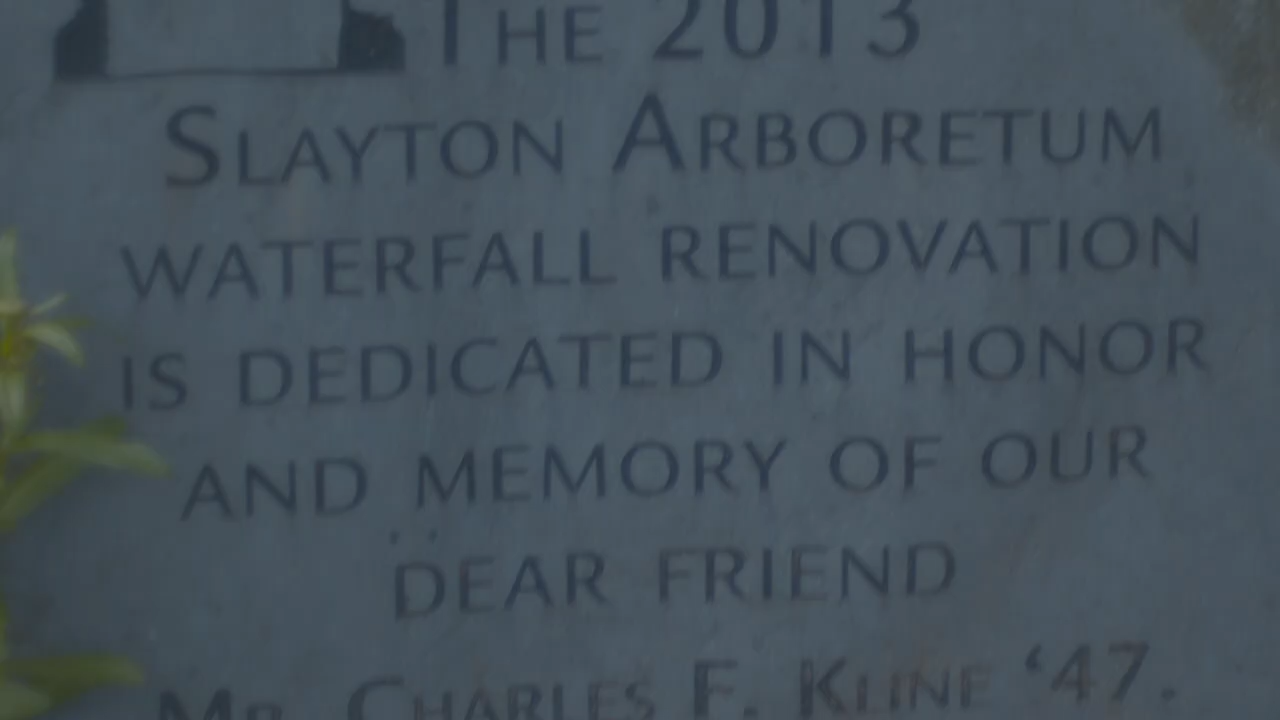 THE 2013
SLAYTON ARBORETUM
WATERFALL RENOVATION
IS DEDICATED IN HONOR
AND MEMORY OF OUR
DEAR FRIEND
MR. CHARLES F. KLINE ‘47.